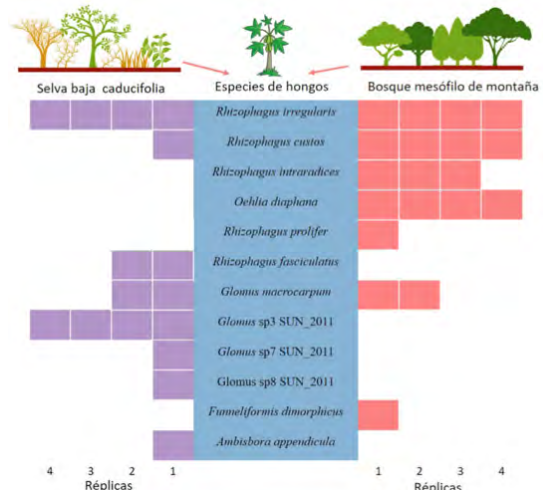 Selva baja caducifolia
Especies de hongos
Bosque mesófilo de montaña
Rhizophagus irregularis
Rhizophagus custos
Rhizophagus intraradices
Oehlia diaphana
Rhizophagus prolifer
Rhizophagus fasciculatus
Glomus macrocarpum
Glomus sp3 SUN_2011
Glomus sp7 SUN_2011
Glomus sp8 SUN_2011
Funneliformis dimorphicus
Ambisbora appendicula
4 3 2 1
1 2 3 4
Réplicas
Réplicas